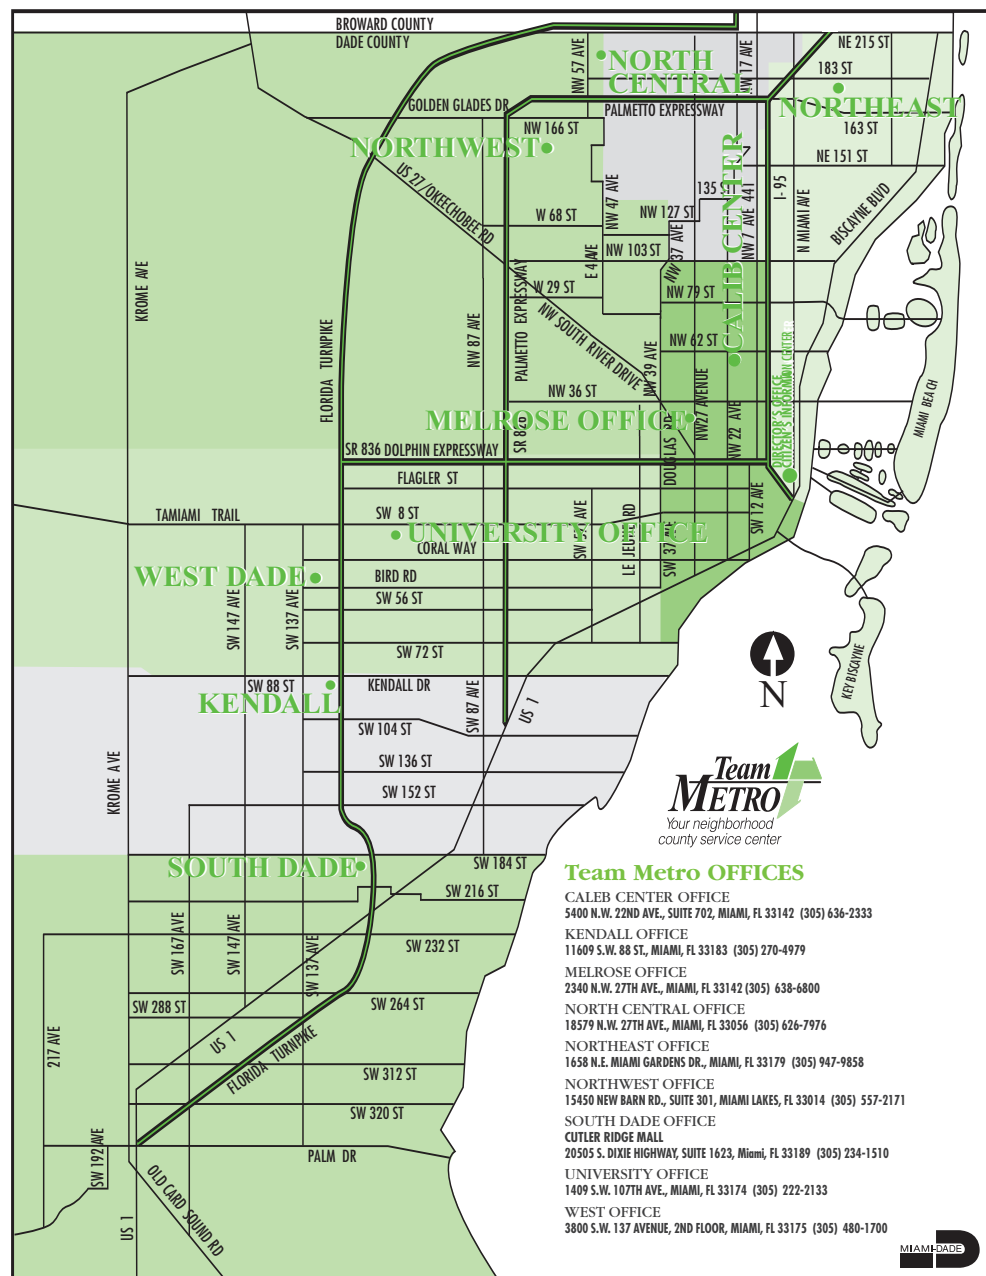 BROWARD COUNTY
DADE COUNTY
NE 215 ST
NW 57 AVE
NORTH
CENTRAL
NW 17 AVE
183 ST
NORTHEAST
GOLDEN GLADES DR
PALMETTO EXPRESSWAY
163 ST
NW 166 ST
NORTHWEST
NE 151 ST
US 27/OKEECHOBEE RD
NW 47 AVE
135 ST
441
NW 7 AVE
I-95
N MIAMI AVE
BISCAYNE BLVD
W 68 ST
NW 127 ST
CALIB CENTER
KROME AVE
E 4 AVE
NW 103 ST
NW 37 AVE
W 29 ST
NW 79 ST
FLORIDA TURNPIKE
NW 87 AVE
PALMETTO EXPRESSWAY
NW SOUTH RIVER DRIVE
NW 62 ST
NW 39 AVE
NW27 AVENUE
NW 22 AVE
NW 36 ST
MIAMI BEACH
DIRECTOR'S OFFICE
CITIZEN'S INFORMATION CENTER
MELROSE OFFICE
SR 826
DOUGLAS RD
SR 836 DOLPHIN EXPRESSWAY
FLAGLER ST
SW 12 AVE
TAMIAMI TRAIL
SW 8 ST
SW 57 AVE
LE JEUNE RD
SW 37 AVE
UNIVERSITY OFFICE
CORAL WAY
WEST DADE
BIRD RD
SW 56 ST
SW 147 AVE
SW 137 AVE
SW 72 ST
KEY BISCAYNE
N
SW 88 ST
KENDALL DR
KENDALL
SW 87 AVE
US 1
SW 104 ST
SW 136 ST
KROME AVE
SW 152 ST
Team
METRO
Your neighborhood
county service center
SOUTH DADE
SW 184 ST
SW 216 ST
SW 167 AVE
SW 147 AVE
SW 137 AVE
SW 232 ST
SW 288 ST
SW 264 ST
217 AVE
US 1
FLORIDA TURNPIKE
SW 312 ST
SW 320 ST
SW 192 AVE
PALM DR
OLD CARD SOUND RD
US 1
Team Metro OFFICES
CALEB CENTER OFFICE
5400 N.W. 22ND AVE., SUITE 702, MIAMI, FL 33142 (305) 636-2333
KENDALL OFFICE
11609 S.W. 88 ST., MIAMI, FL 33183 (305) 270-4979
MELROSE OFFICE
2340 N.W. 27TH AVE., MIAMI, FL 33142 (305) 638-6800
NORTH CENTRAL OFFICE
18579 N.W. 27TH AVE., MIAMI, FL 33056 (305) 626-7976
NORTHEAST OFFICE
1658 N.E. MIAMI GARDENS DR., MIAMI, FL 33179 (305) 947-9858
NORTHWEST OFFICE
15450 NEW BARN RD., SUITE 301, MIAMI LAKES, FL 33014 (305) 557-2171
SOUTH DADE OFFICE
CUTLER RIDGE MALL
20505 S. DIXIE HIGHWAY, SUITE 1623, Miami, FL 33189 (305) 234-1510
UNIVERSITY OFFICE
1409 S.W. 107TH AVE., MIAMI, FL 33174 (305) 222-2133
WEST OFFICE
3800 S.W. 137 AVENUE, 2ND FLOOR, MIAMI, FL 33175 (305) 480-1700
MIAMI-DADE